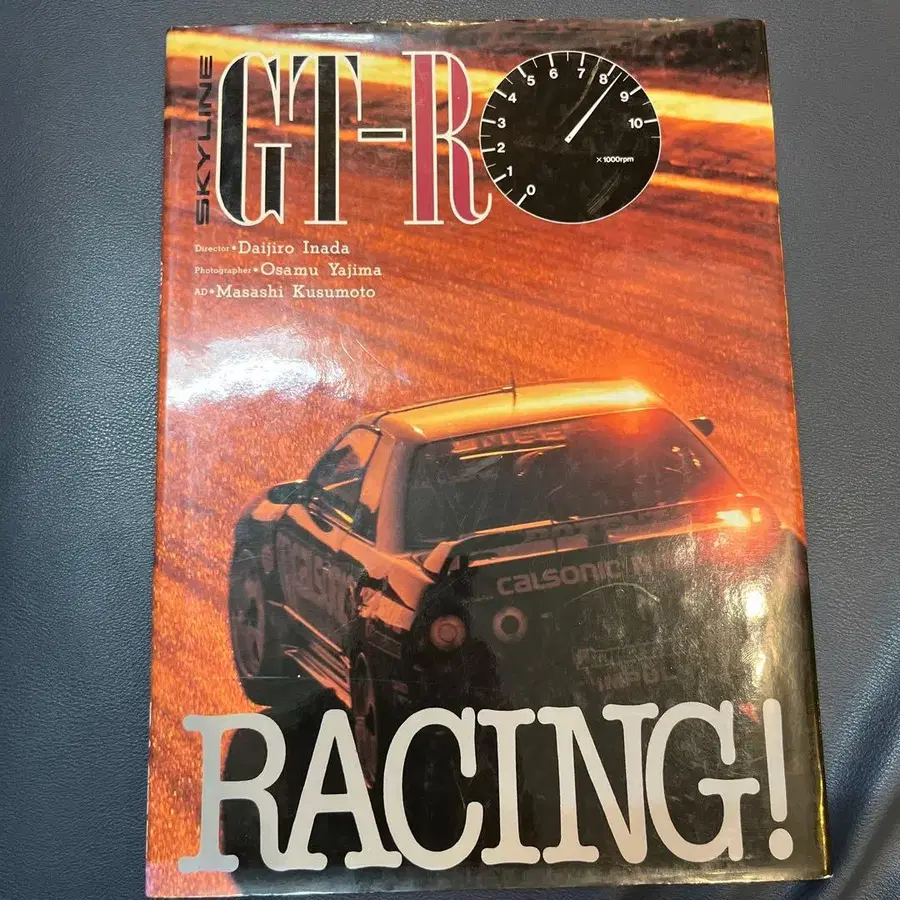 SKYLINE
GT-R
0 1 2 3 4 5 6 7 8 9 10
×1000rpm
Director • Daijiro Inada
Photographer • Osamu Yajima
AD • Masashi Kusumoto
CALSONIC
IMPUL
RACING!